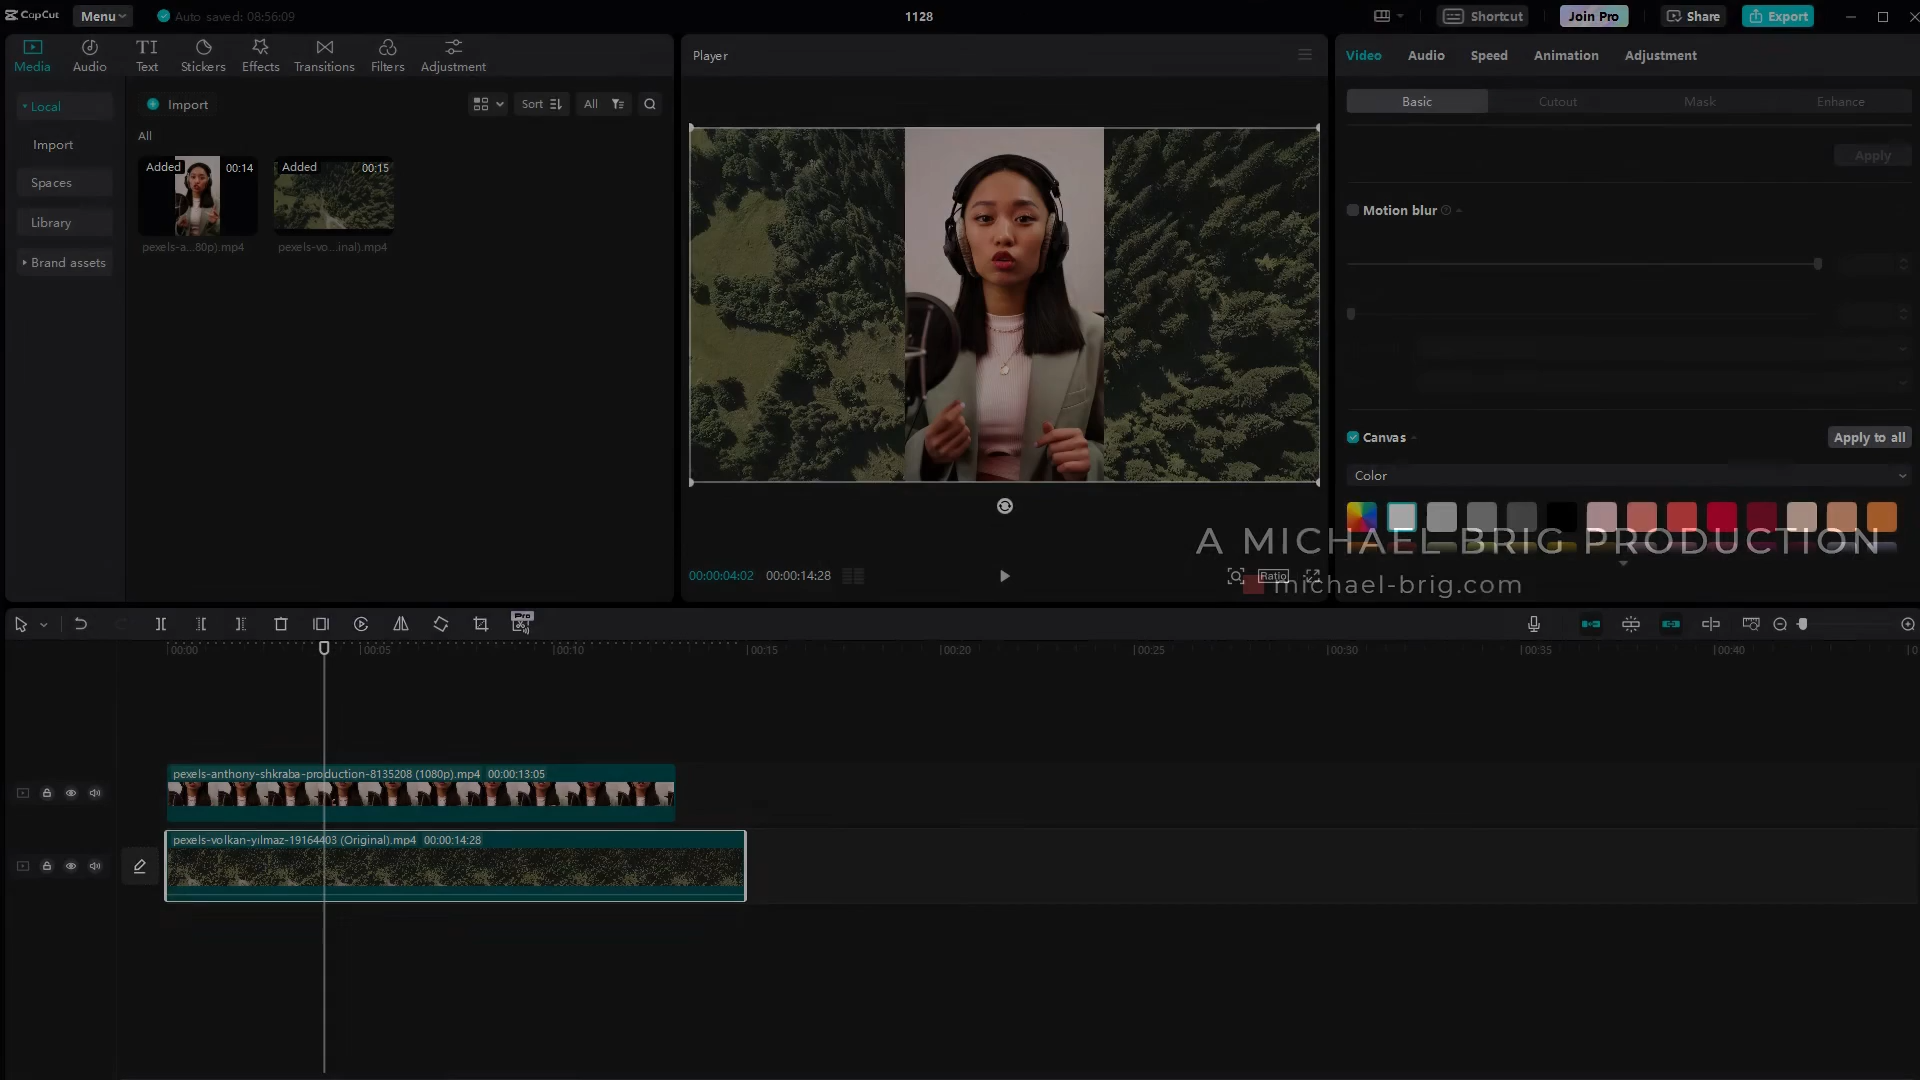 CapCut
Menu
Auto saved: 08:56:09
1128
Shortcut
Join Pro
Share
Export
Media
Audio
Text
Stickers
Effects
Transitions
Filters
Adjustment
Player
Video
Audio
Speed
Animation
Adjustment
Local
Import
Sort
All
Basic
Cutout
Mask
Enhance
All
Import
Added
00:14
Added
00:15
Apply
Spaces
Motion blur
Library
pexels-a...80p).mp4
pexels-vo...inal).mp4
Brand assets
Canvas
Apply to all
Color
A MICHAEL BRIG PRODUCTION
00:00:04:02
00:00:14:28
Ratio
michael-brig.com
Pro
00:00
00:05
00:10
00:15
00:20
00:25
00:30
00:35
00:40
pexels-anthony-shkraba-production-8135208 (1080p).mp4 00:00:13:05
pexels-volkan-yılmaz-19164403 (Original).mp4 00:00:14:28